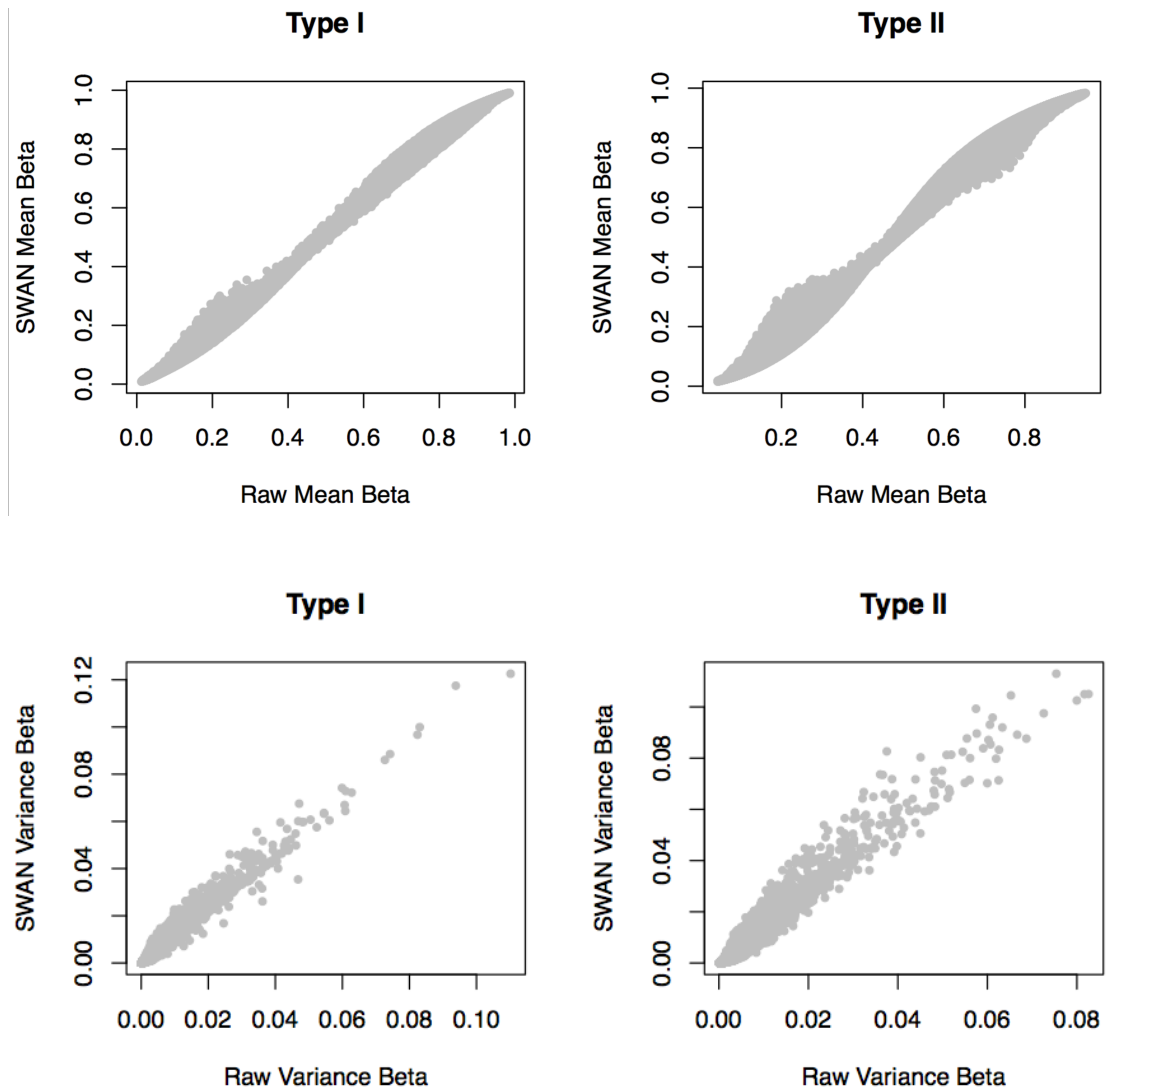 Type I
SWAN Mean Beta
1.0
0.8
0.6
0.4
0.2
0.0
0.0 0.2 0.4 0.6 0.8 1.0
Raw Mean Beta
Type II
SWAN Mean Beta
1.0
0.8
0.6
0.4
0.2
0.0
0.2 0.4 0.6 0.8
Raw Mean Beta
Type I
SWAN Variance Beta
0.12
0.08
0.04
0.00
0.00 0.02 0.04 0.06 0.08 0.10
Raw Variance Beta
Type II
SWAN Variance Beta
0.08
0.04
0.00
0.00 0.02 0.04 0.06 0.08
Raw Variance Beta